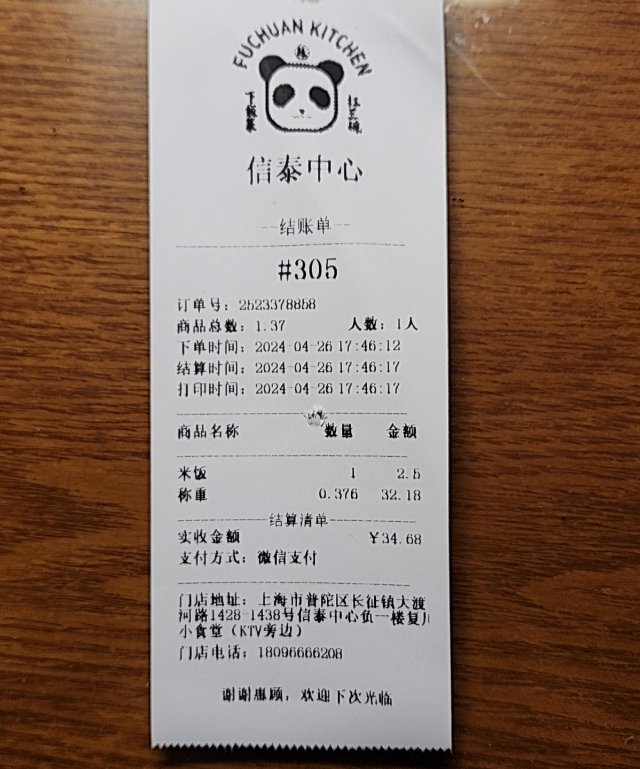 FUCHUAN KITCHEN
下饭菜
信泰中心
结账单
#305
订单号: 2523378858
商品总数: 1.37 人数: 1人
下单时间: 2024-04-26 17:46:12
结算时间: 2024-04-26 17:46:17
打印时间: 2024-04-26 17:46:17
商品名称 数量 金额
米饭 1 2.5
称重 0.376 32.18
结算清单
实收金额 ¥34.68
支付方式: 微信支付
门店地址: 上海市普陀区长征镇大渡
河路1428-1438号信泰中心负一楼复川
小食堂（KTV旁边）
门店电话: 18096666208
谢谢惠顾, 欢迎下次光临